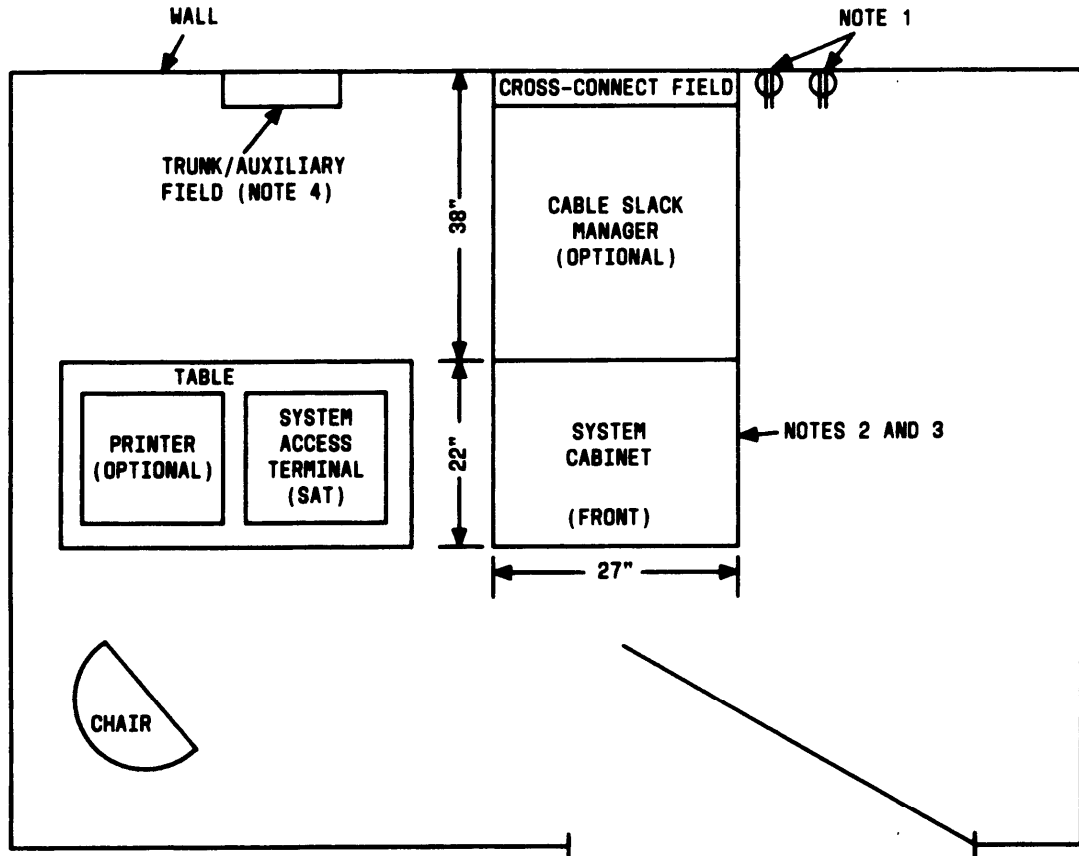 WALL
NOTE 1
CROSS-CONNECT FIELD
TRUNK/AUXILIARY
FIELD (NOTE 4)
38"
CABLE SLACK
MANAGER
(OPTIONAL)
TABLE
PRINTER
(OPTIONAL)
SYSTEM
ACCESS
TERMINAL
(SAT)
22"
SYSTEM
CABINET
(FRONT)
NOTES 2 AND 3
27"
CHAIR